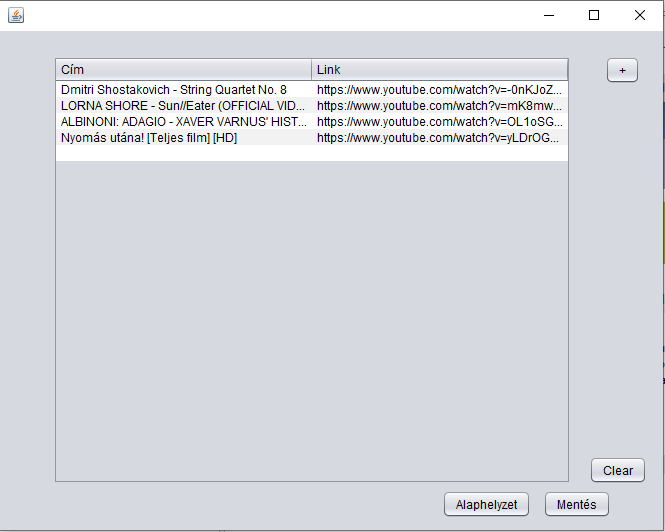 Cím Link +
Dmitri Shostakovich - String Quartet No. 8 https://www.youtube.com/watch?v=-0nKJoZ...
LORNA SHORE - Sun//Eater (OFFICIAL VID... https://www.youtube.com/watch?v=mK8mw...
ALBINONI: ADAGIO - XAVER VARNUS' HIST... https://www.youtube.com/watch?v=OL1oSG...
Nyomás utána! [Teljes film] [HD] https://www.youtube.com/watch?v=yLDrOG...
Clear
Alaphelyzet Mentés